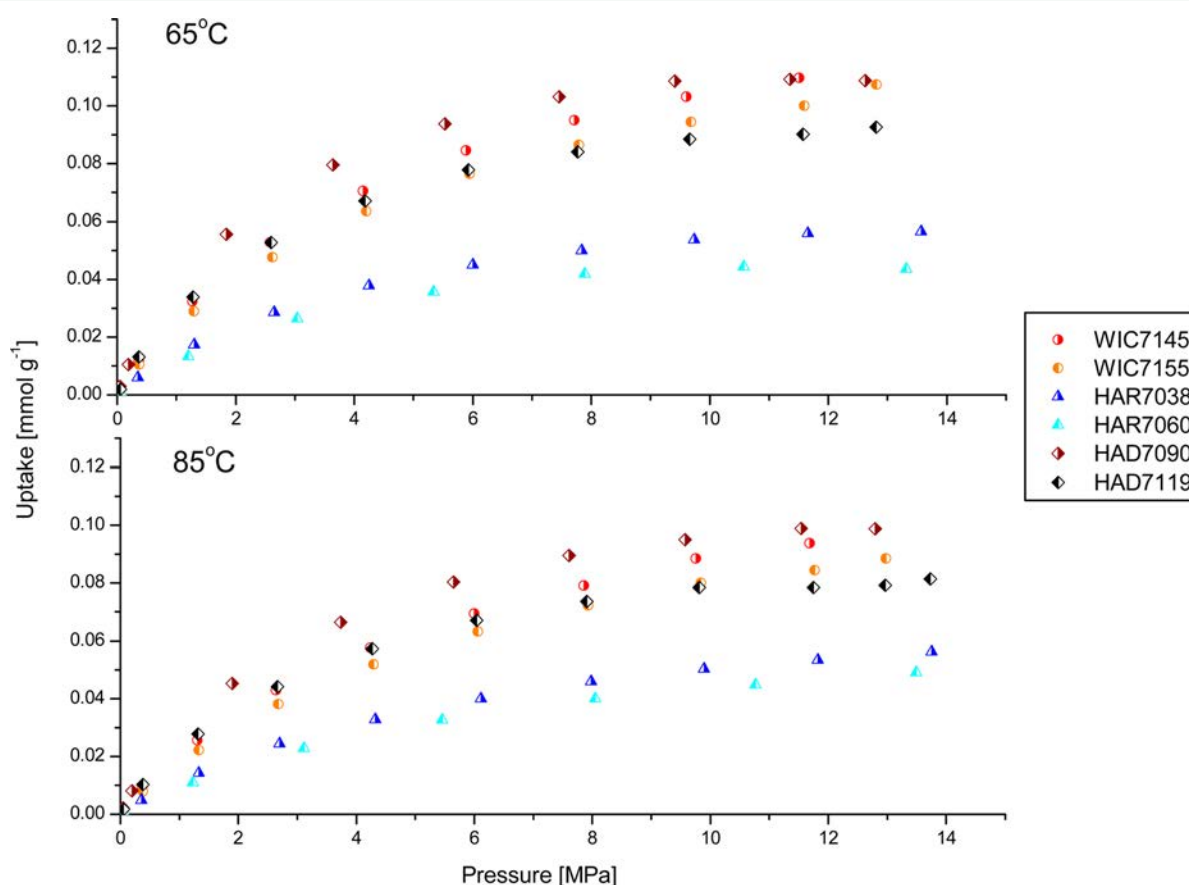 65°C
0.12
0.10
0.08
0.06
0.04
0.02
0.00
0 2 4 6 8 10 12 14
Uptake [mmol g⁻¹]
85°C
0.12
0.10
0.08
0.06
0.04
0.02
0.00
0 2 4 6 8 10 12 14
Pressure [MPa]
WIC7145
WIC7155
HAR7038
HAR7060
HAD7090
HAD7119